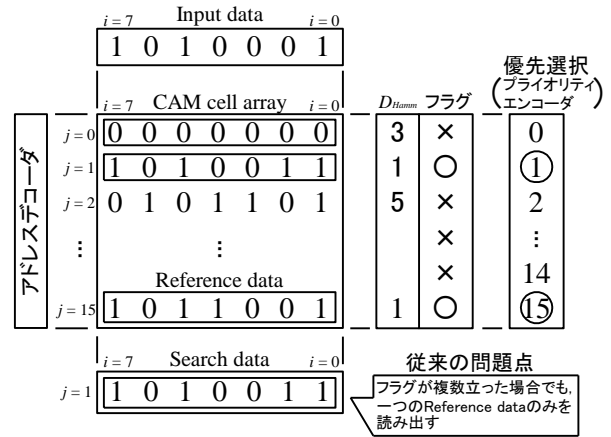 i = 7 Input data i = 0
1 0 1 0 0 0 1
優先選択
(プライオリティ
エンコーダ)
i = 7 CAM cell array i = 0 D_Hamm フラグ
アドレスデコーダ
j = 0 0 0 0 0 0 0 0 3 × 0
j = 1 1 0 1 0 0 1 1 1 ○ 1
j = 2 0 1 0 1 1 0 1 5 × 2
⋮ ⋮ × ⋮
Reference data × 14
j = 15 1 0 1 1 0 0 1 1 ○ 15
i = 7 Search data i = 0
j = 1 1 0 1 0 0 1 1
従来の問題点
フラグが複数立った場合でも,
一つのReference dataのみを
読み出す